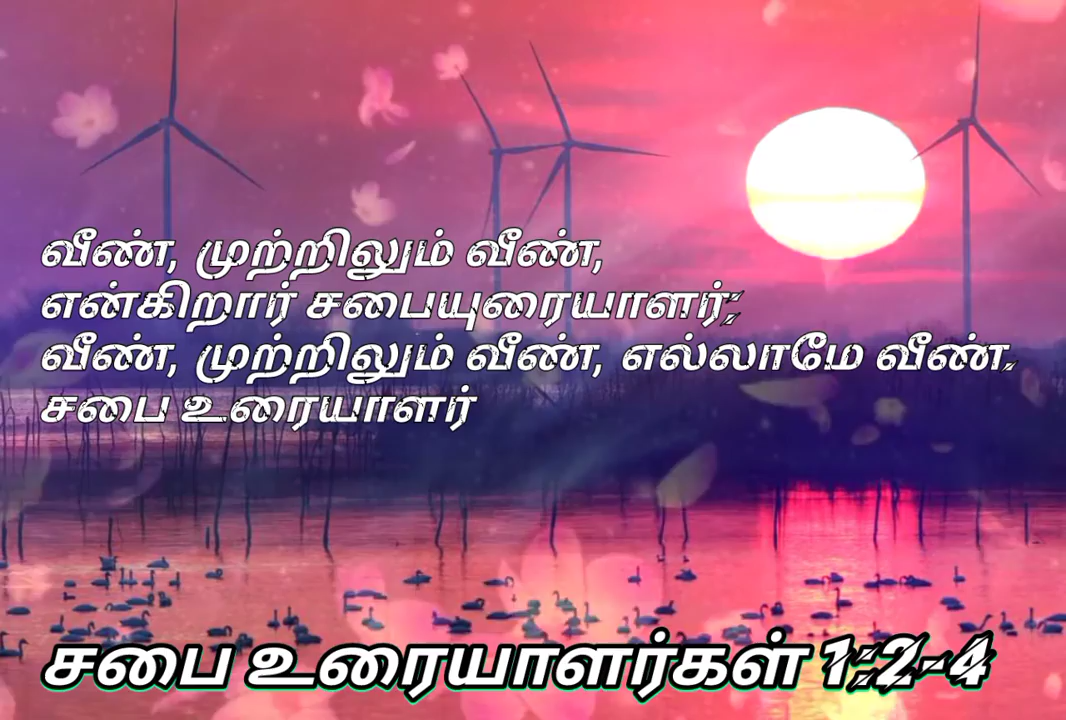 வீண், முற்றிலும் வீண்,
என்கிறார் சபையுரையாளர்;
வீண், முற்றிலும் வீண், எல்லாமே வீண்.
சபை உரையாளர்
சபை உரையாளர்கள் 1:2-4